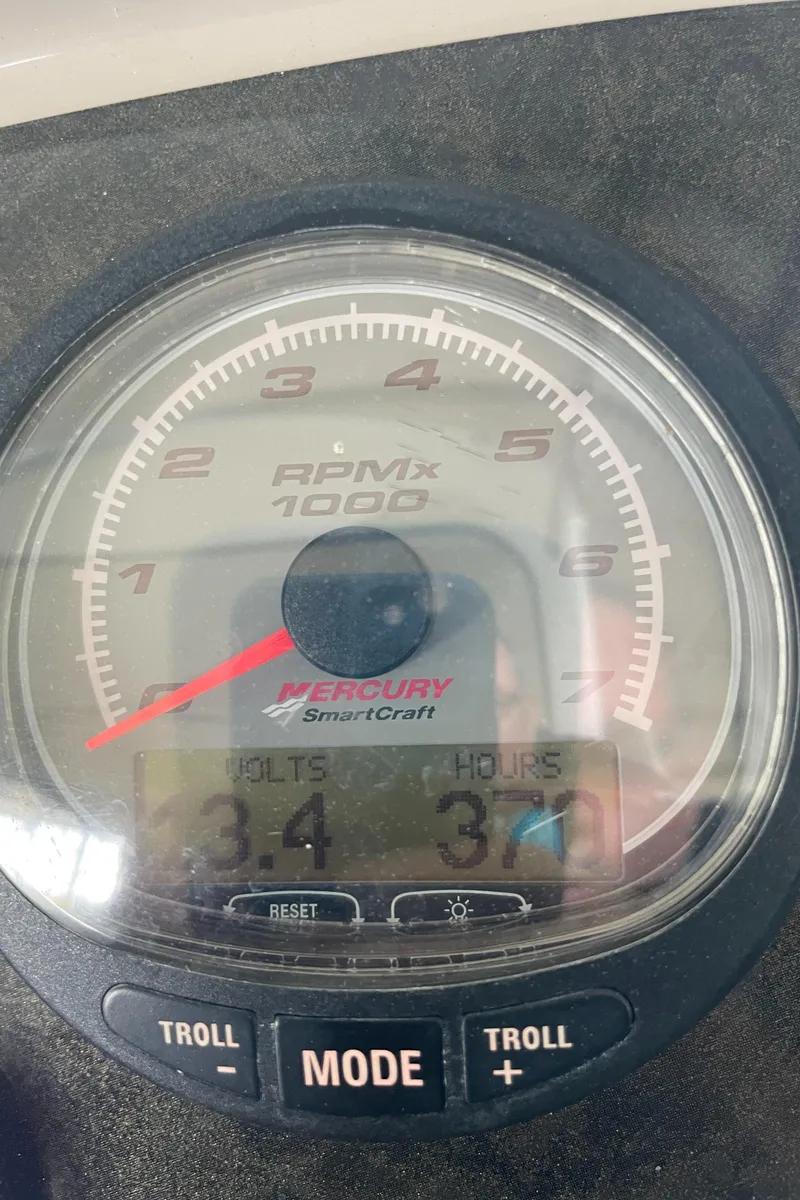 3 4
2 5
RPMx
1000
1 6
0 7
MERCURY
SmartCraft
VOLTS HOURS
13.4 370
RESET
TROLL - MODE TROLL +